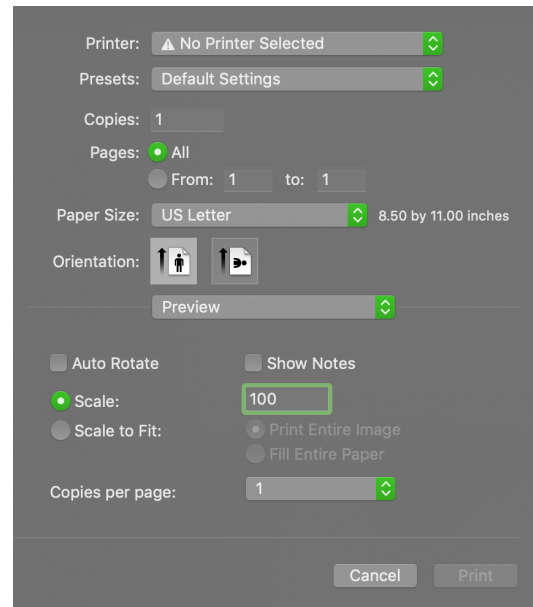 Printer: No Printer Selected
Presets: Default Settings
Copies: 1
Pages: All
From: 1 to: 1
Paper Size: US Letter 8.50 by 11.00 inches
Orientation:
Preview
Auto Rotate Show Notes
Scale: 100
Scale to Fit: Print Entire Image
Fill Entire Paper
Copies per page: 1
Cancel Print